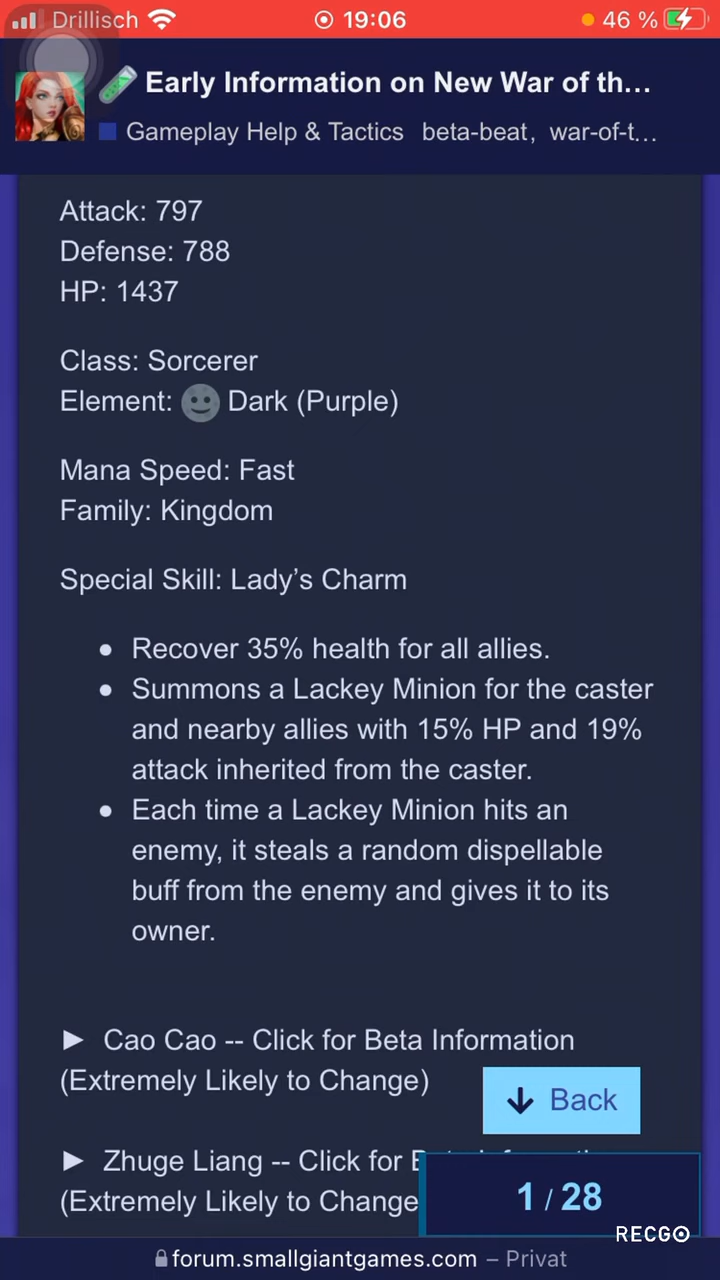 Drillisch 19:06 46 %
Early Information on New War of th...
Gameplay Help & Tactics beta-beat, war-of-t...
Attack: 797
Defense: 788
HP: 1437
Class: Sorcerer
Element: Dark (Purple)
Mana Speed: Fast
Family: Kingdom
Special Skill: Lady’s Charm
• Recover 35% health for all allies.
• Summons a Lackey Minion for the caster
and nearby allies with 15% HP and 19%
attack inherited from the caster.
• Each time a Lackey Minion hits an
enemy, it steals a random dispellable
buff from the enemy and gives it to its
owner.
► Cao Cao -- Click for Beta Information
(Extremely Likely to Change)
Back
► Zhuge Liang -- Click for
(Extremely Likely to Change
1 / 28
RECGO
forum.smallgiantgames.com – Privat